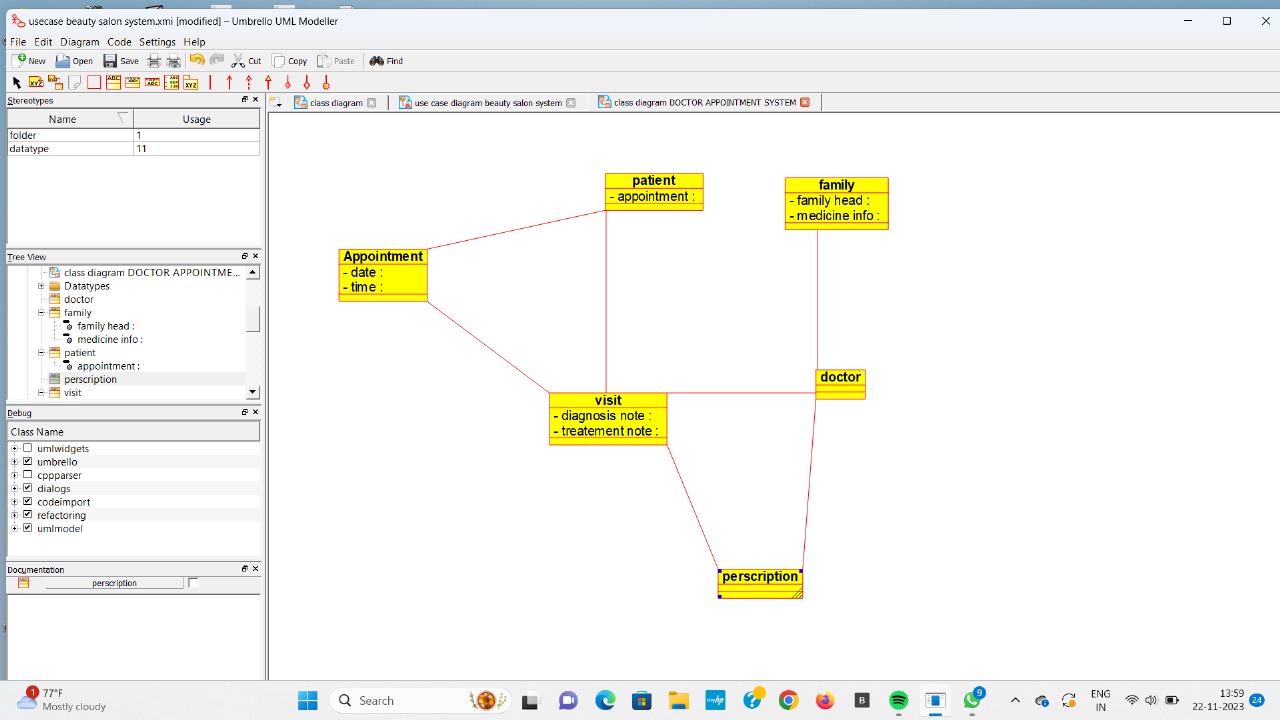 usecase beauty salon system.xmi [modified] – Umbrello UML Modeller
File Edit Diagram Code Settings Help
New Open Save Cut Copy Paste Find
Stereotypes
class diagram
use case diagram beauty salon system
class diagram DOCTOR APPOINTMENT SYSTEM
Name Usage
folder 1
datatype 11
Tree View
class diagram DOCTOR APPOINTME...
Datatypes
doctor
family
family head :
medicine info :
patient
appointment :
perscription
visit
Debug
Class Name
umlwidgets
umbrello
cppparser
dialogs
codeimport
refactoring
umlmodel
Documentation
perscription
patient
- appointment :
family
- family head :
- medicine info :
Appointment
- date :
- time :
doctor
visit
- diagnosis note :
- treatement note :
perscription
1
77°F
Mostly cloudy
Search
myhp
B
9
ENG
IN
13:59
22-11-2023
24